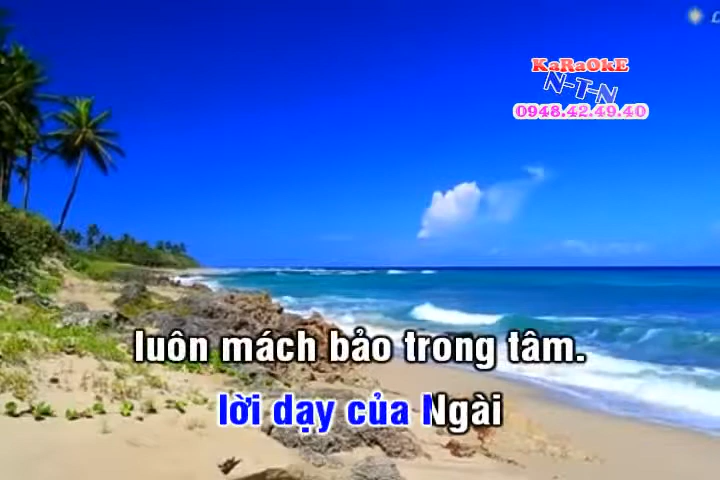 KaRaOkE
N-T-N
0948.42.49.40
luôn mách bảo trong tâm.
lời dạy của Ngài